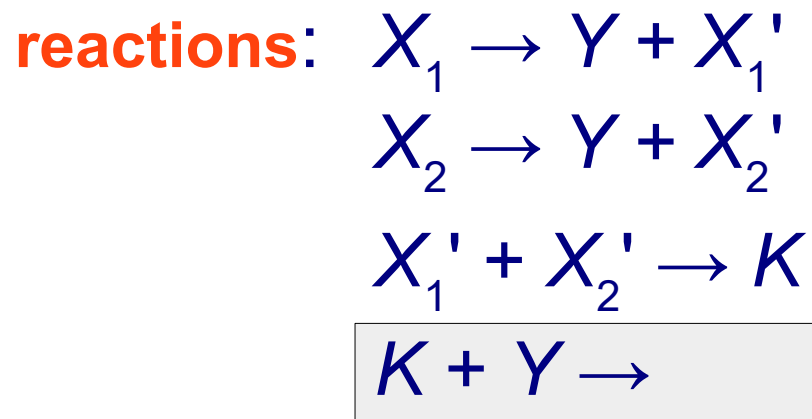 reactions: X₁ → Y + X₁'
X₂ → Y + X₂'
X₁' + X₂' → K
K + Y →